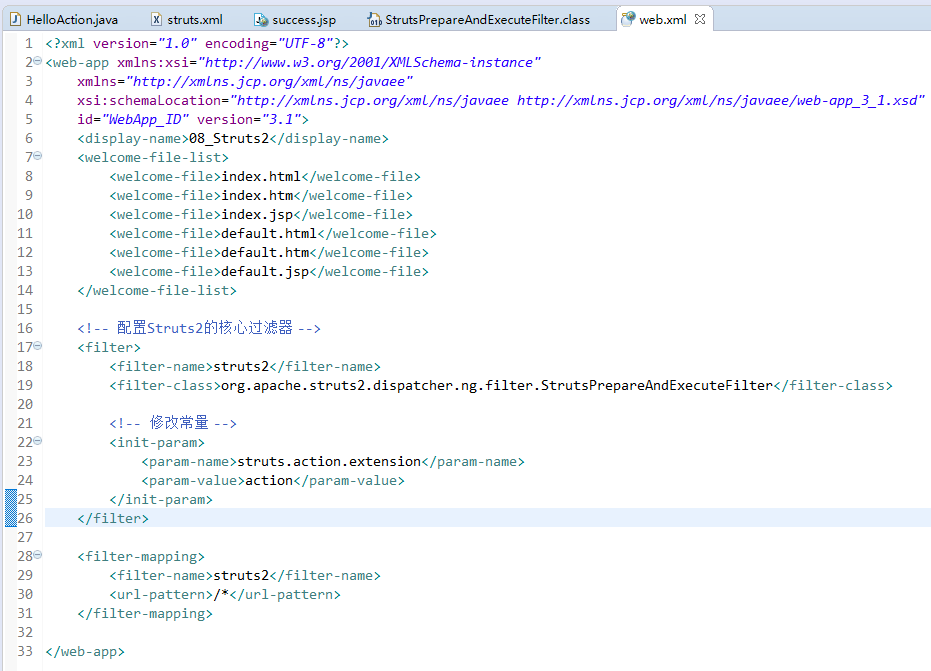 HelloAction.java struts.xml success.jsp StrutsPrepareAndExecuteFilter.class web.xml
1 <?xml version="1.0" encoding="UTF-8"?>
2 <web-app xmlns:xsi="http://www.w3.org/2001/XMLSchema-instance"
3 xmlns="http://xmlns.jcp.org/xml/ns/javaee"
4 xsi:schemaLocation="http://xmlns.jcp.org/xml/ns/javaee http://xmlns.jcp.org/xml/ns/javaee/web-app_3_1.xsd"
5 id="WebApp_ID" version="3.1">
6 <display-name>08_Struts2</display-name>
7 <welcome-file-list>
8 <welcome-file>index.html</welcome-file>
9 <welcome-file>index.htm</welcome-file>
10 <welcome-file>index.jsp</welcome-file>
11 <welcome-file>default.html</welcome-file>
12 <welcome-file>default.htm</welcome-file>
13 <welcome-file>default.jsp</welcome-file>
14 </welcome-file-list>
15
16 <!-- 配置Struts2的核心过滤器 -->
17 <filter>
18 <filter-name>struts2</filter-name>
19 <filter-class>org.apache.struts2.dispatcher.ng.filter.StrutsPrepareAndExecuteFilter</filter-class>
20
21 <!-- 修改常量 -->
22 <init-param>
23 <param-name>struts.action.extension</param-name>
24 <param-value>action</param-value>
25 </init-param>
26 </filter>
27
28 <filter-mapping>
29 <filter-name>struts2</filter-name>
30 <url-pattern>/*</url-pattern>
31 </filter-mapping>
32
33 </web-app>